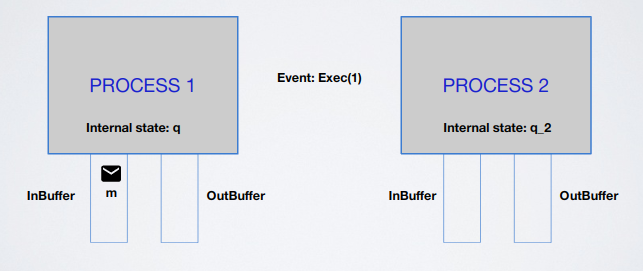 Event: Exec(1)
PROCESS 1
PROCESS 2
Internal state: q
Internal state: q_2
InBuffer
m
OutBuffer
InBuffer
OutBuffer